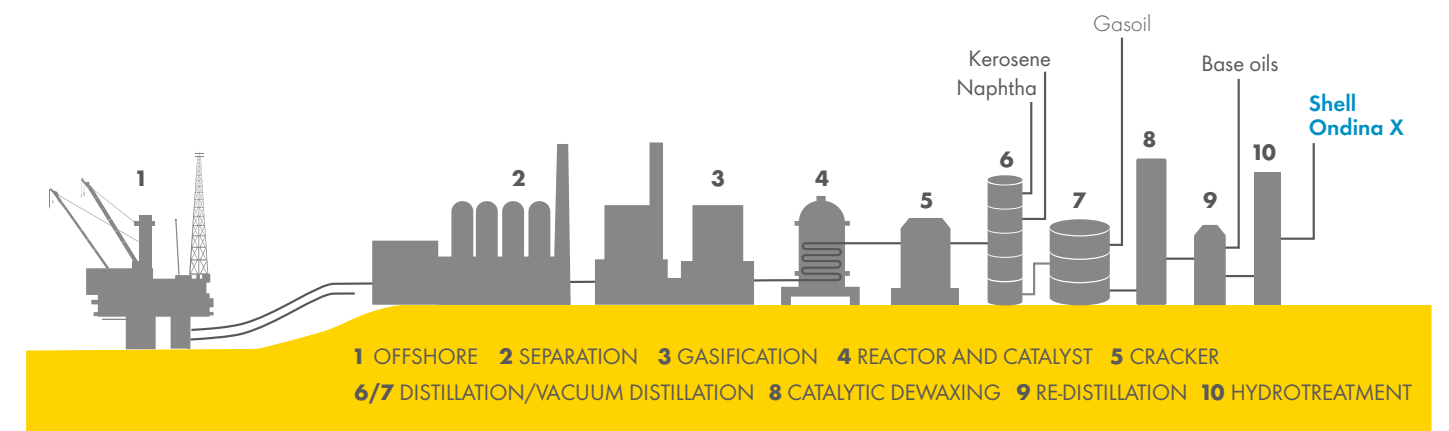 Gasoil
Kerosene
Naphtha
Base oils
Shell
Ondina X
1
2
3
4
5
6
7
8
9
10
1 OFFSHORE 2 SEPARATION 3 GASIFICATION 4 REACTOR AND CATALYST 5 CRACKER
6/7 DISTILLATION/VACUUM DISTILLATION 8 CATALYTIC DEWAXING 9 RE-DISTILLATION 10 HYDROTREATMENT